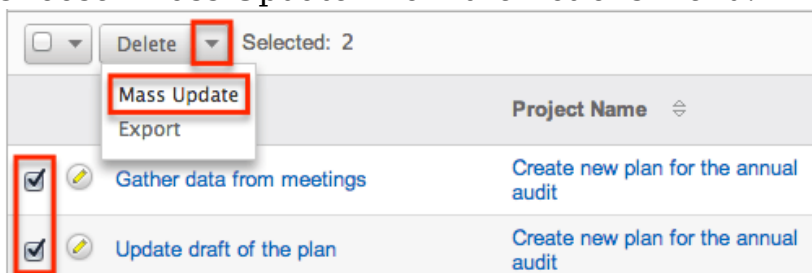 Delete Selected: 2
Mass Update
Export
Project Name
Gather data from meetings
Create new plan for the annual
audit
Update draft of the plan
Create new plan for the annual
audit